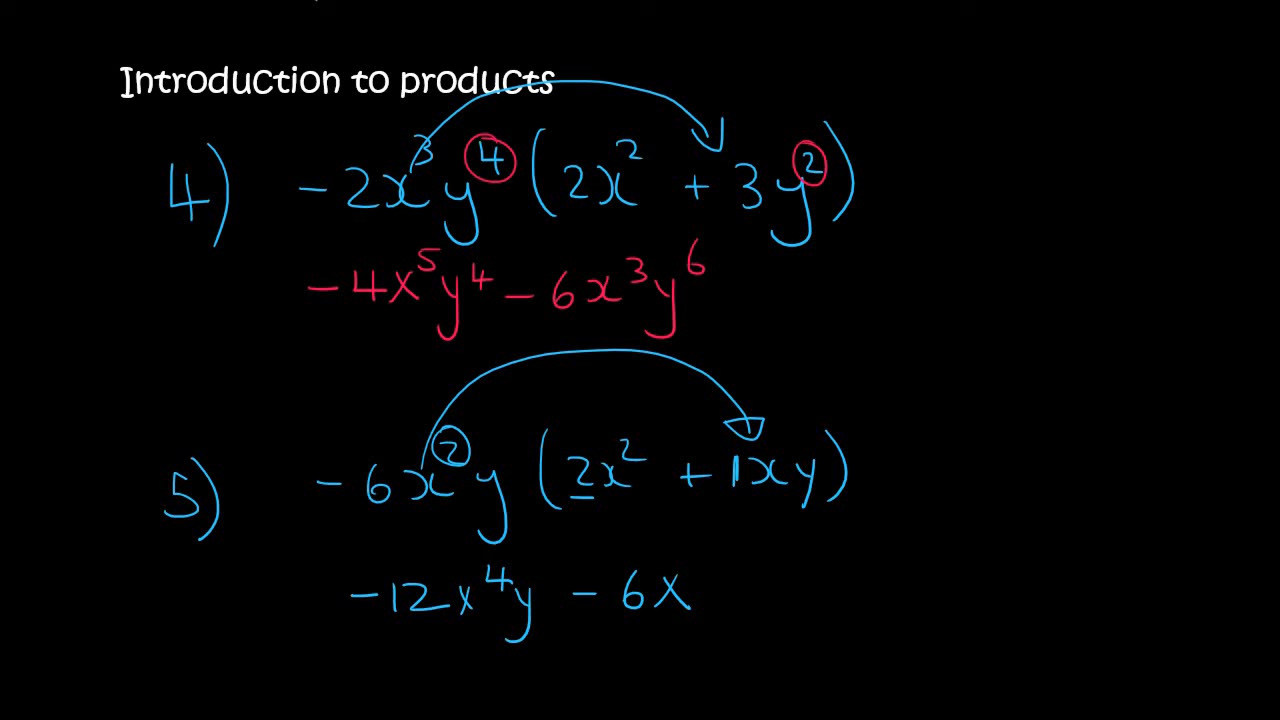 Introduction to products
4) -2x³y⁴(2x² + 3y²)
-4x⁵y⁴ - 6x³y⁶
5) -6x²y(2x² + 1xy)
-12x⁴y - 6x